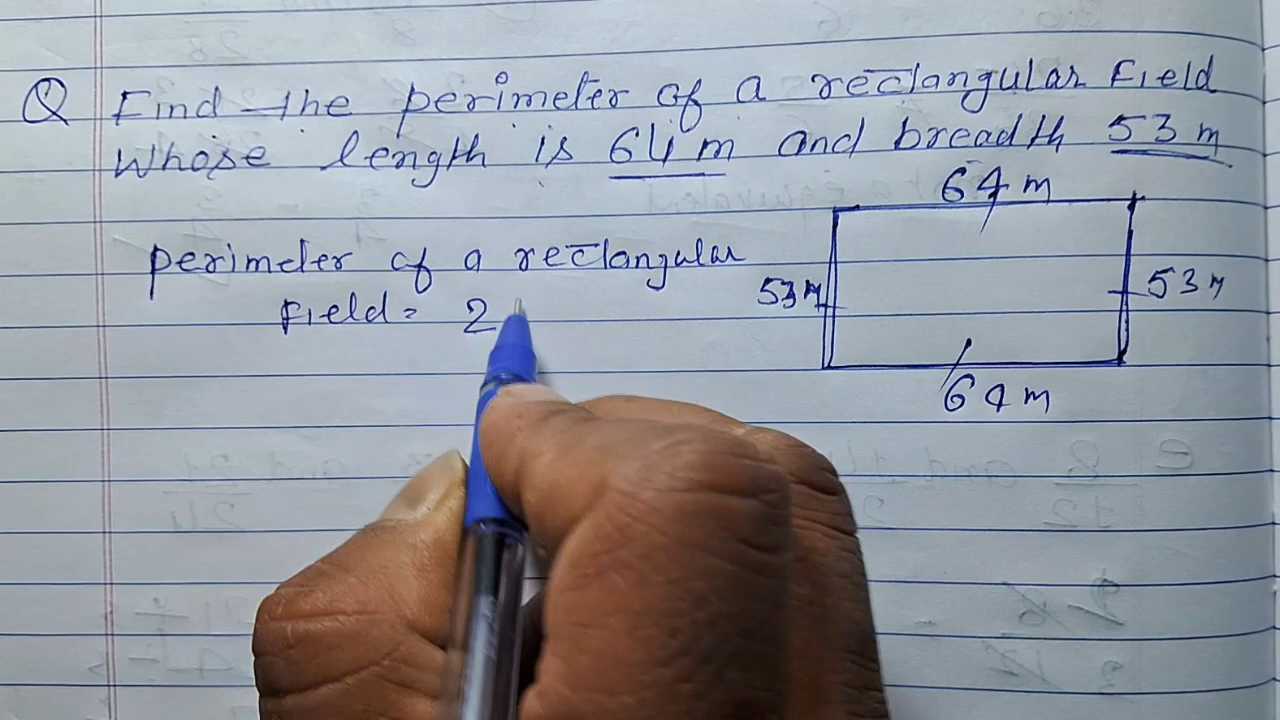 Q Find the perimeter of a rectangular Field
Whose length is 64 m and breadth 53 m
64 m
perimeter of a rectangular
Field = 2
53 m
53 m
64 m